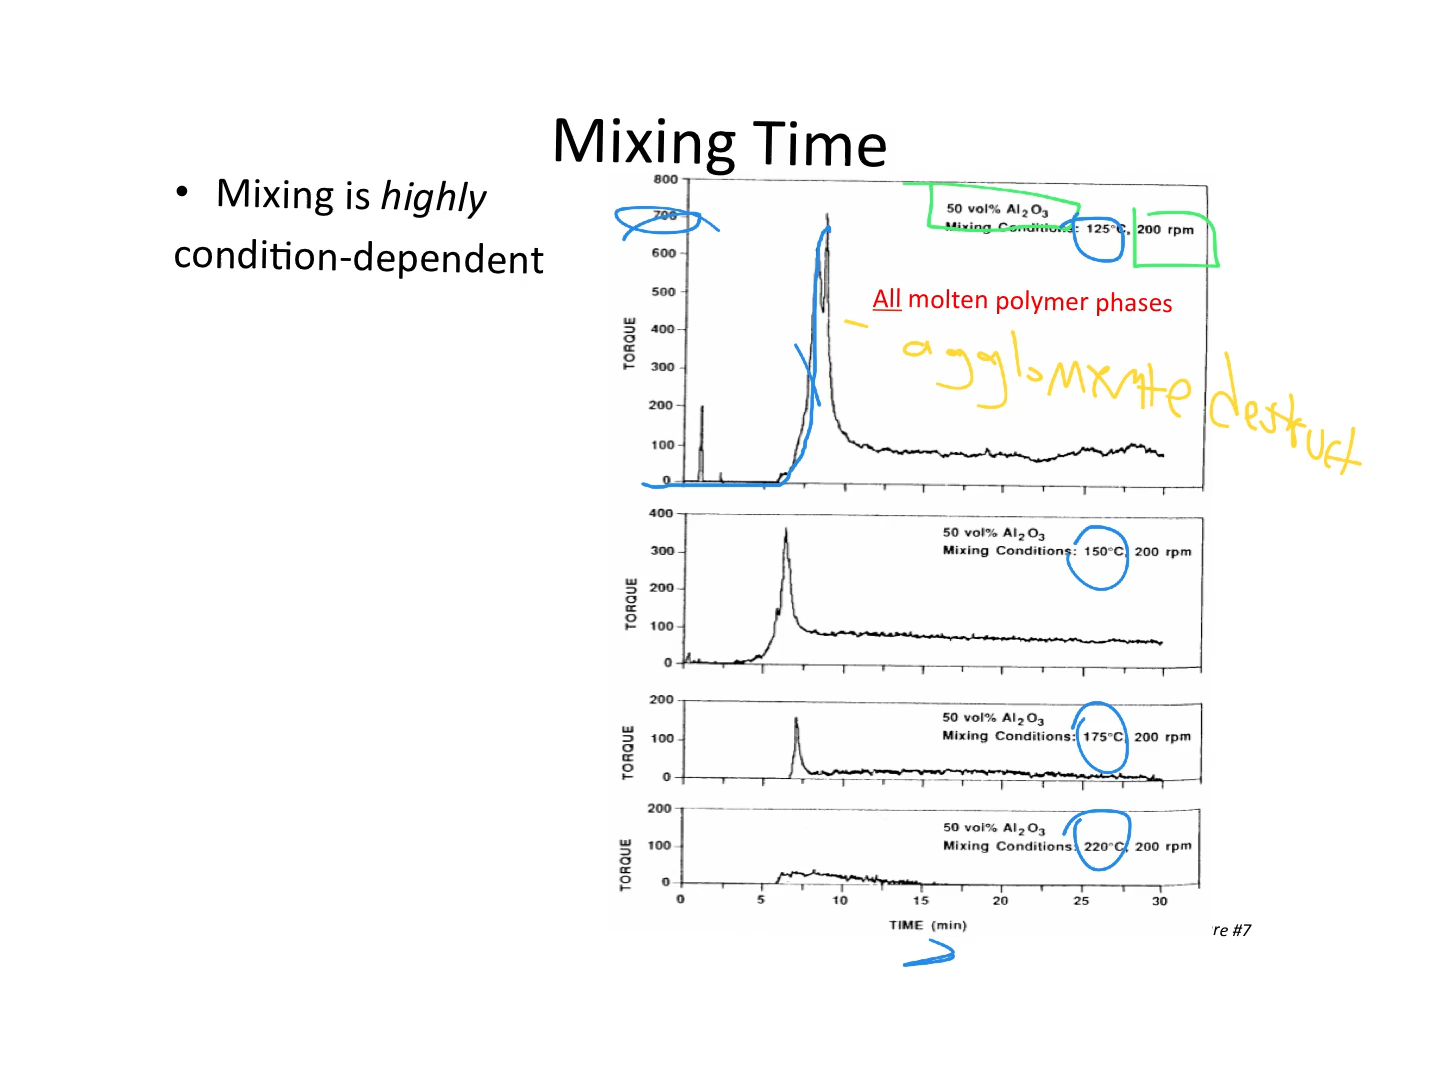 Mixing Time
• Mixing is highly
condition-dependent
800
700
600
500
400
300
200
100
0
TORQUE
50 vol% Al₂O₃
Mixing Conditions: 125°C, 200 rpm
All molten polymer phases
destruct
400
300
200
100
0
TORQUE
50 vol% Al₂O₃
Mixing Conditions: 150°C, 200 rpm
200
100
0
TORQUE
50 vol% Al₂O₃
Mixing Conditions: 175°C, 200 rpm
200
100
0
TORQUE
50 vol% Al₂O₃
Mixing Conditions: 220°C, 200 rpm
0 5 10 15 20 25 30
TIME (min)
re #7